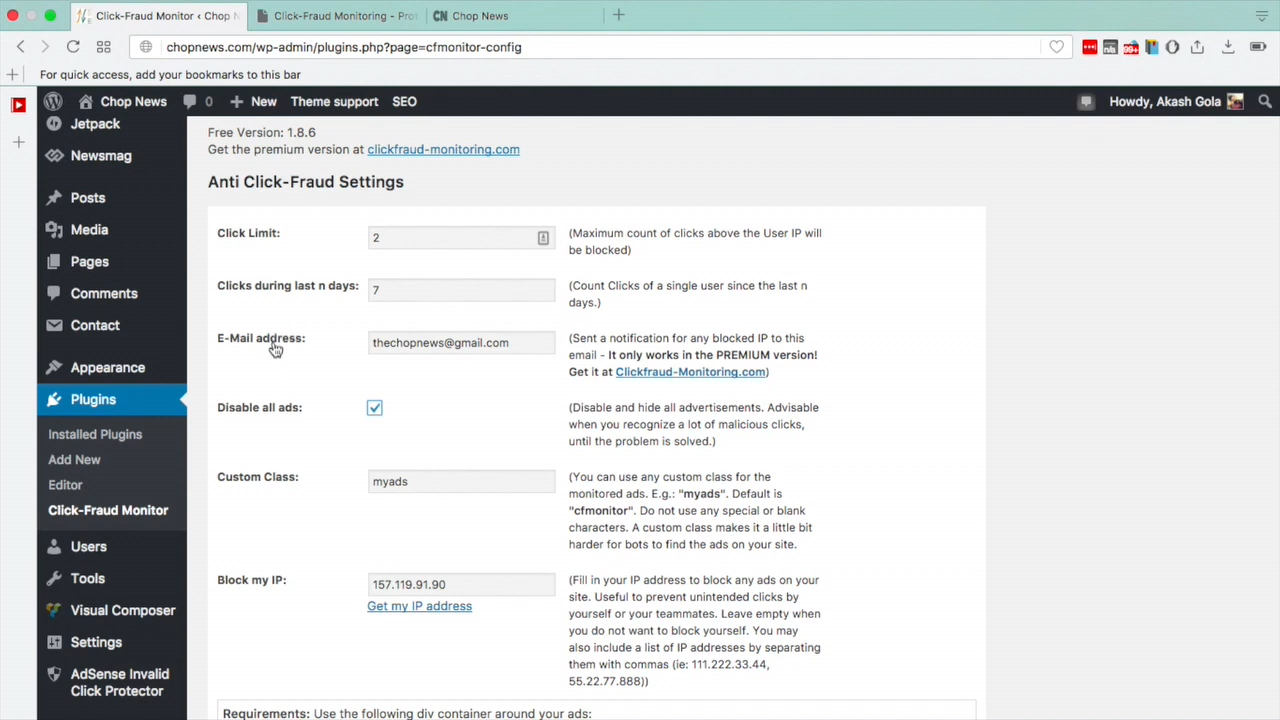 Click-Fraud Monitor ‹ Chop N
Click-Fraud Monitoring - Prot
CN Chop News
chopnews.com/wp-admin/plugins.php?page=cfmonitor-config
99+
For quick access, add your bookmarks to this bar
Chop News 0 New Theme support SEO
Howdy, Akash Gola
Jetpack
Newsmag
Posts
Media
Pages
Comments
Contact
Appearance
Plugins
Installed Plugins
Add New
Editor
Click-Fraud Monitor
Users
Tools
Visual Composer
Settings
AdSense Invalid
Click Protector
Free Version: 1.8.6
Get the premium version at clickfraud-monitoring.com
Anti Click-Fraud Settings
Click Limit: 2 (Maximum count of clicks above the User IP will
be blocked)
Clicks during last n days: 7 (Count Clicks of a single user since the last n
days.)
E-Mail address: thechopnews@gmail.com (Sent a notification for any blocked IP to this
email - It only works in the PREMIUM version!
Get it at Clickfraud-Monitoring.com)
Disable all ads: (Disable and hide all advertisements. Advisable
when you recognize a lot of malicious clicks,
until the problem is solved.)
Custom Class: myads (You can use any custom class for the
monitored ads. E.g.: "myads". Default is
"cfmonitor". Do not use any special or blank
characters. A custom class makes it a little bit
harder for bots to find the ads on your site.
Block my IP: 157.119.91.90 (Fill in your IP address to block any ads on your
Get my IP address site. Useful to prevent unintended clicks by
yourself or your teammates. Leave empty when
you do not want to block yourself. You may
also include a list of IP addresses by separating
them with commas (ie: 111.222.33.44,
55.22.77.888))
Requirements: Use the following div container around your ads: